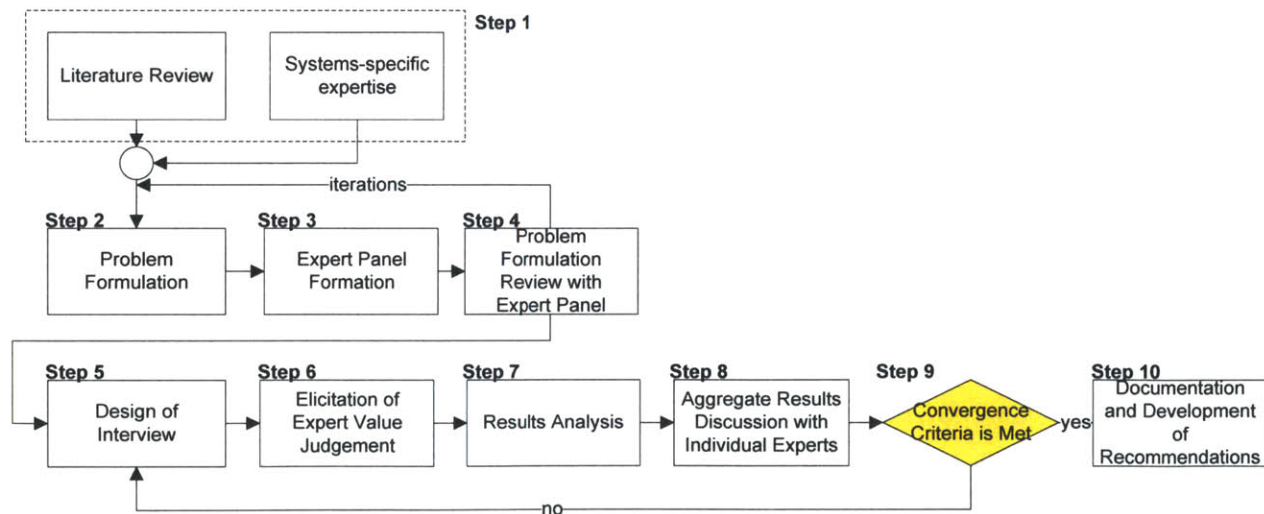 Step 1
Literature Review
Systems-specific
expertise
iterations
Step 2
Problem
Formulation
Step 3
Expert Panel
Formation
Step 4
Problem
Formulation
Review with
Expert Panel
Step 5
Design of
Interview
Step 6
Elicitation of
Expert Value
Judgement
Step 7
Results Analysis
Step 8
Aggregate Results
Discussion with
Individual Experts
Step 9
Convergence
Criteria is Met
yes
Step 10
Documentation
and Development
of
Recommendations
no